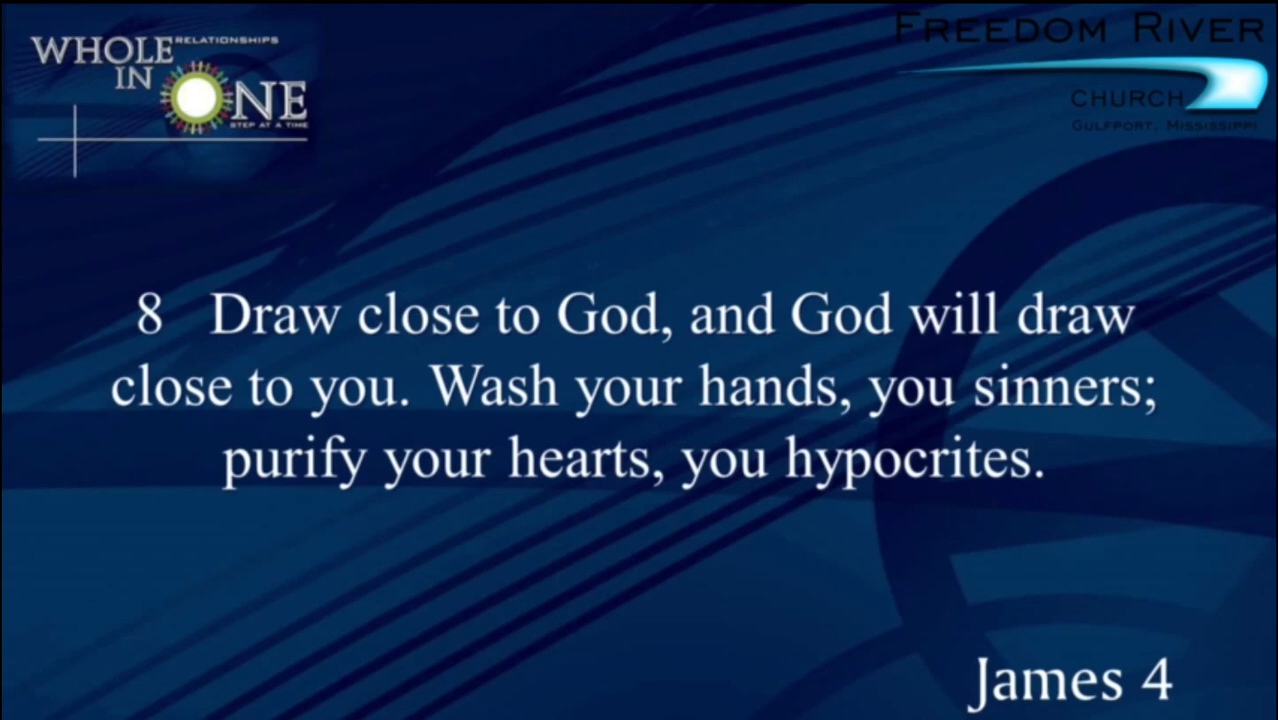 WHOLE RELATIONSHIPS
IN ONE
STEP AT A TIME
FREEDOM RIVER
CHURCH
GULFPORT, MISSISSIPPI
8 Draw close to God, and God will draw
close to you. Wash your hands, you sinners;
purify your hearts, you hypocrites.
James 4